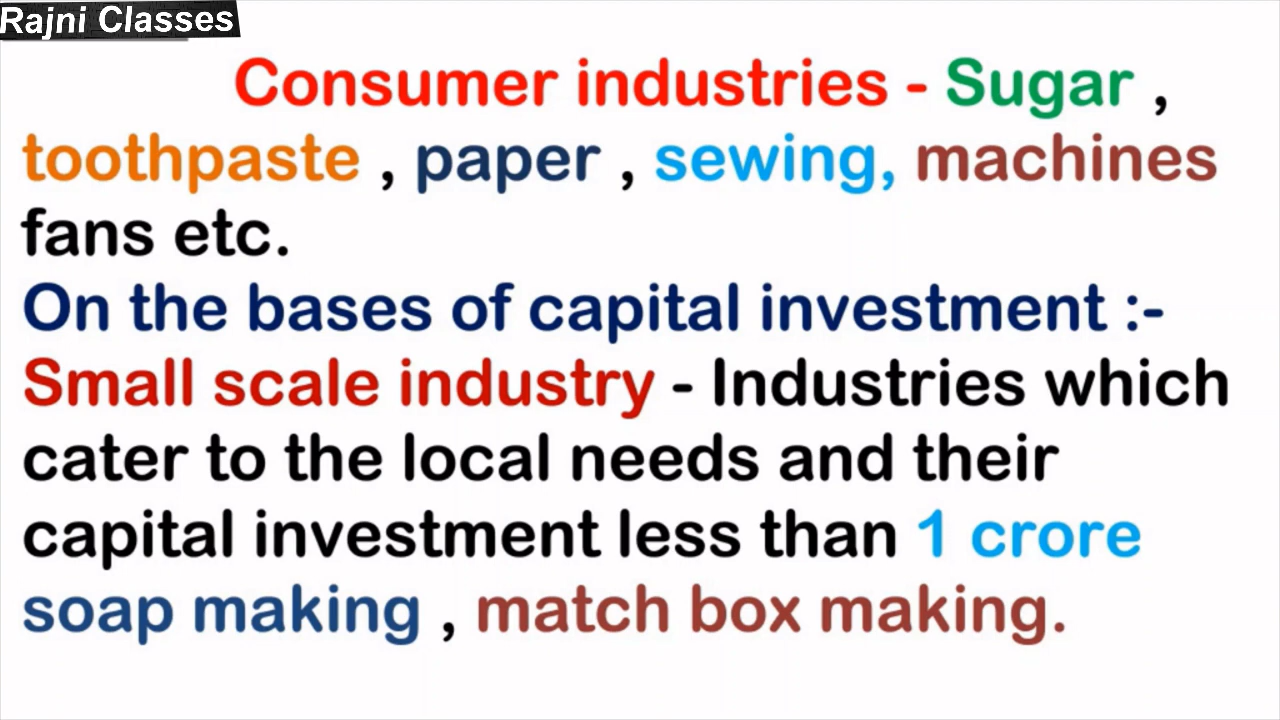 Rajni Classes
Consumer industries - Sugar ,
toothpaste , paper , sewing, machines
fans etc.
On the bases of capital investment :-
Small scale industry - Industries which
cater to the local needs and their
capital investment less than 1 crore
soap making , match box making.